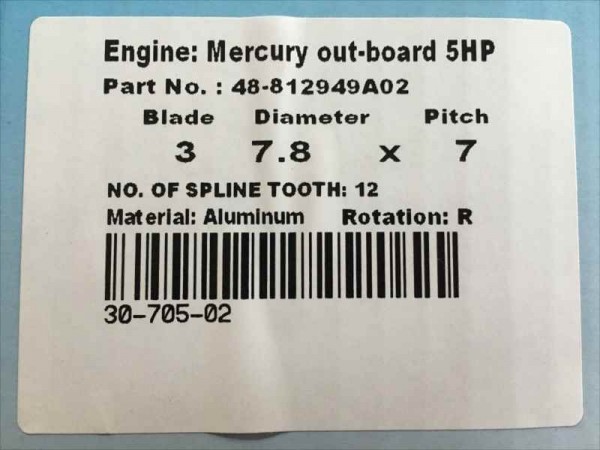 Engine: Mercury out-board 5HP
Part No. : 48-812949A02
Blade Diameter Pitch
3 7.8 x 7
NO. OF SPLINE TOOTH: 12
Material: Aluminum Rotation: R
30-705-02